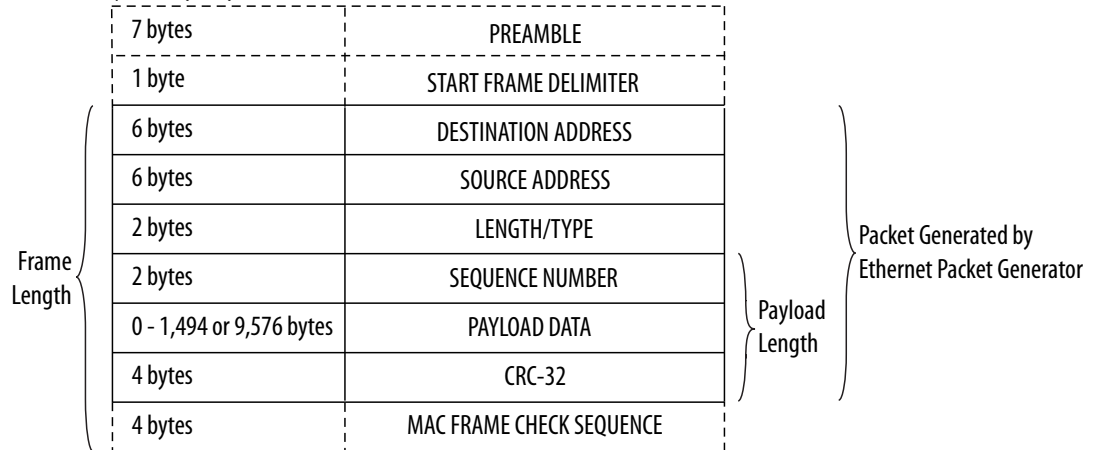 7 bytes PREAMBLE
1 byte START FRAME DELIMITER
6 bytes DESTINATION ADDRESS
6 bytes SOURCE ADDRESS
2 bytes LENGTH/TYPE
2 bytes SEQUENCE NUMBER
0 - 1,494 or 9,576 bytes PAYLOAD DATA
4 bytes CRC-32
4 bytes MAC FRAME CHECK SEQUENCE
Frame
Length
Payload
Length
Packet Generated by
Ethernet Packet Generator